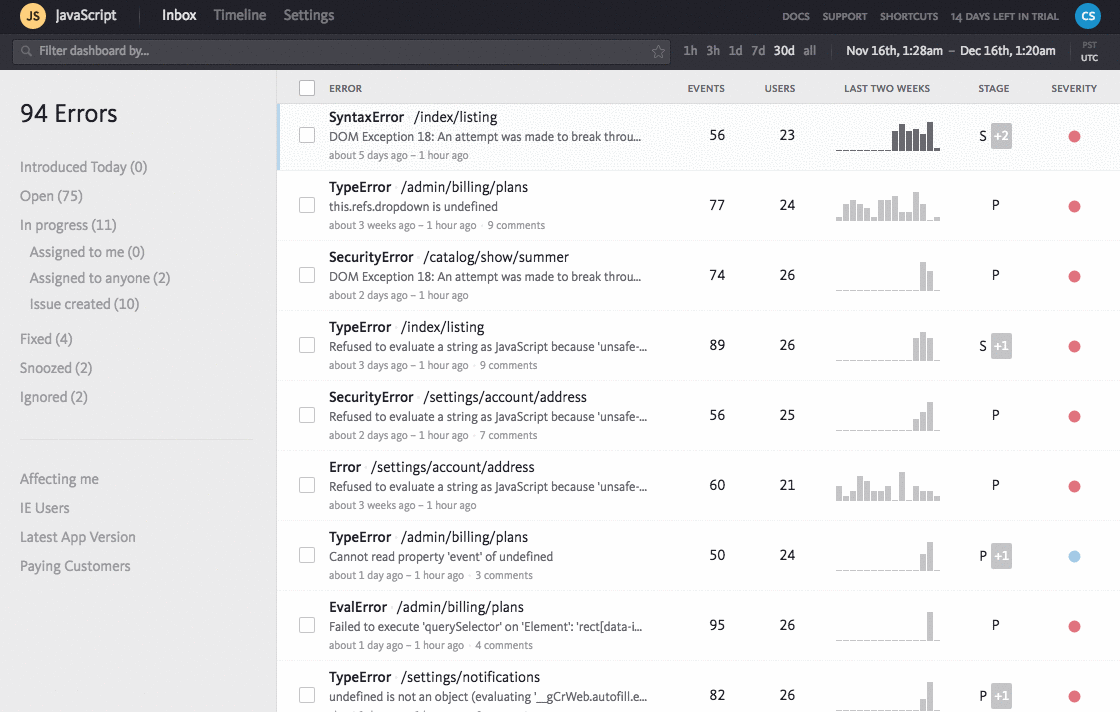 JS JavaScript Inbox Timeline Settings DOCS SUPPORT SHORTCUTS 14 DAYS LEFT IN TRIAL CS
Filter dashboard by... 1h 3h 1d 7d 30d all Nov 16th, 1:28am – Dec 16th, 1:20am PST
UTC
94 Errors
Introduced Today (0)
Open (75)
In progress (11)
Assigned to me (0)
Assigned to anyone (2)
Issue created (10)
Fixed (4)
Snoozed (2)
Ignored (2)
Affecting me
IE Users
Latest App Version
Paying Customers
ERROR EVENTS USERS LAST TWO WEEKS STAGE SEVERITY
SyntaxError · /index/listing
DOM Exception 18: An attempt was made to break throu... 56 23 S +2
about 5 days ago – 1 hour ago
TypeError · /admin/billing/plans
this.refs.dropdown is undefined 77 24 P
about 3 weeks ago – 1 hour ago · 9 comments
SecurityError · /catalog/show/summer
DOM Exception 18: An attempt was made to break throu... 74 26 P
about 2 days ago – 1 hour ago
TypeError · /index/listing
Refused to evaluate a string as JavaScript because 'unsafe-... 89 26 S +1
about 3 days ago – 1 hour ago · 9 comments
SecurityError · /settings/account/address
Refused to evaluate a string as JavaScript because 'unsafe-... 56 25 P
about 2 days ago – 1 hour ago · 7 comments
Error · /settings/account/address
Refused to evaluate a string as JavaScript because 'unsafe-... 60 21 P
about 3 weeks ago – 1 hour ago
TypeError · /admin/billing/plans
Cannot read property 'event' of undefined 50 24 P +1
about 1 day ago – 1 hour ago · 3 comments
EvalError · /admin/billing/plans
Failed to execute 'querySelector' on 'Element': 'rect[data-i... 95 26 P
about 1 day ago – 1 hour ago · 4 comments
TypeError · /settings/notifications
undefined is not an object (evaluating '__gCrWeb.autofill.e... 82 26 P +1